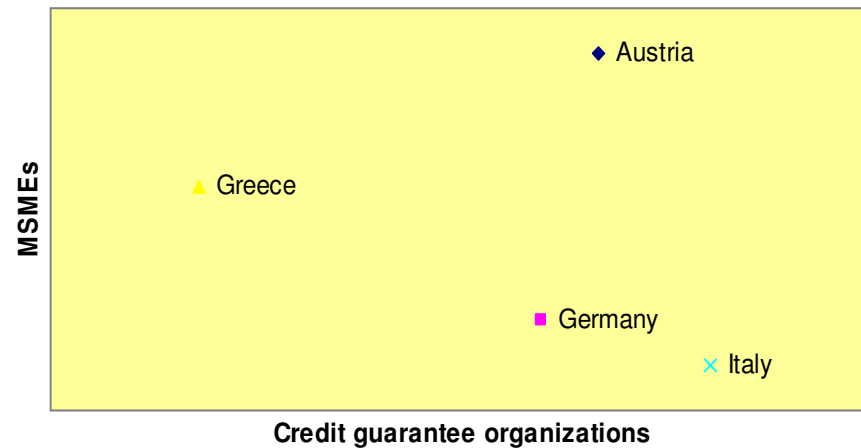 Austria
MSMEs
Greece
Germany
Italy
Credit guarantee organizations